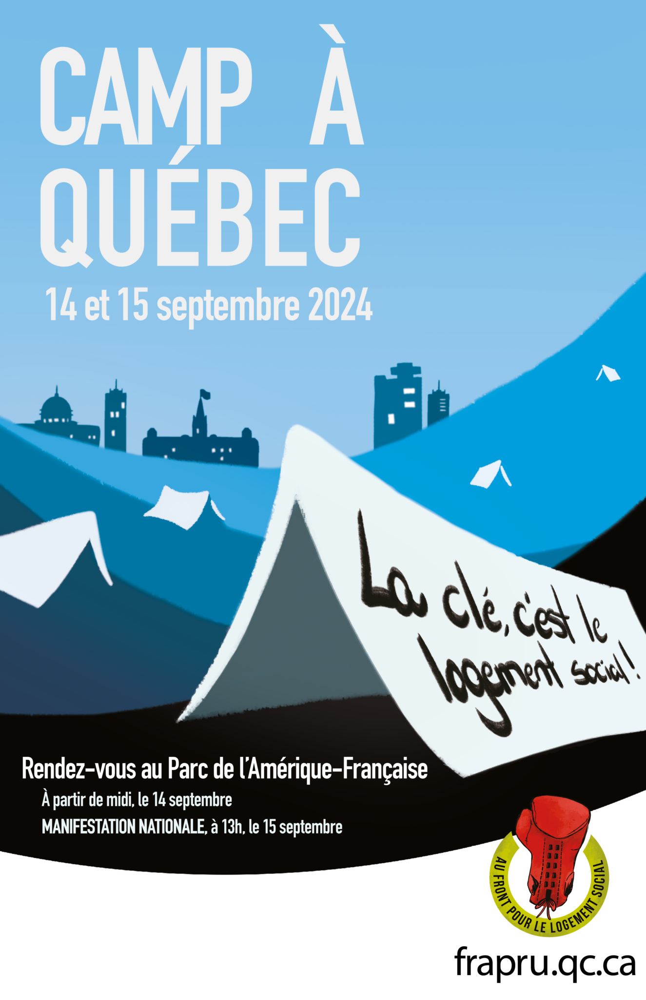 CAMP À
QUÉBEC
14 et 15 septembre 2024
La clé, c'est le
logement social!
Rendez-vous au Parc de l'Amérique-Française
À partir de midi, le 14 septembre
MANIFESTATION NATIONALE, à 13h, le 15 septembre
AU FRONT POUR LE LOGEMENT SOCIAL
frapru.qc.ca